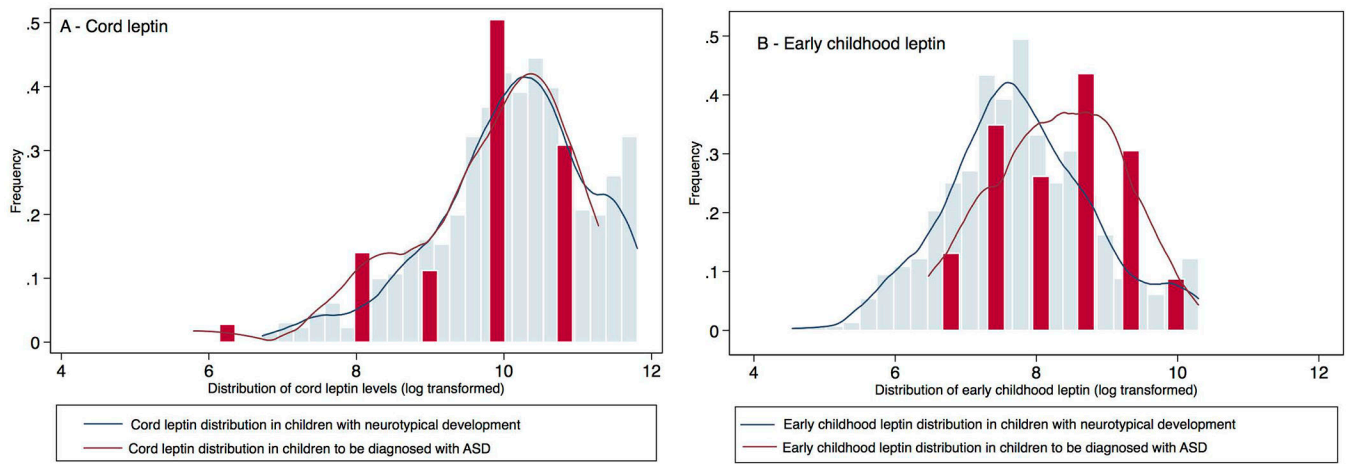 A - Cord leptin
.5
.4
.3
.2
.1
0
Frequency
4 6 8 10 12
Distribution of cord leptin levels (log transformed)
Cord leptin distribution in children with neurotypical development
Cord leptin distribution in children to be diagnosed with ASD
B - Early childhood leptin
.5
.4
.3
.2
.1
0
Frequency
4 6 8 10 12
Distribution of early childhood leptin (log transformed)
Early childhood leptin distribution in children with neurotypical development
Early childhood leptin distribution in children to be diagnosed with ASD